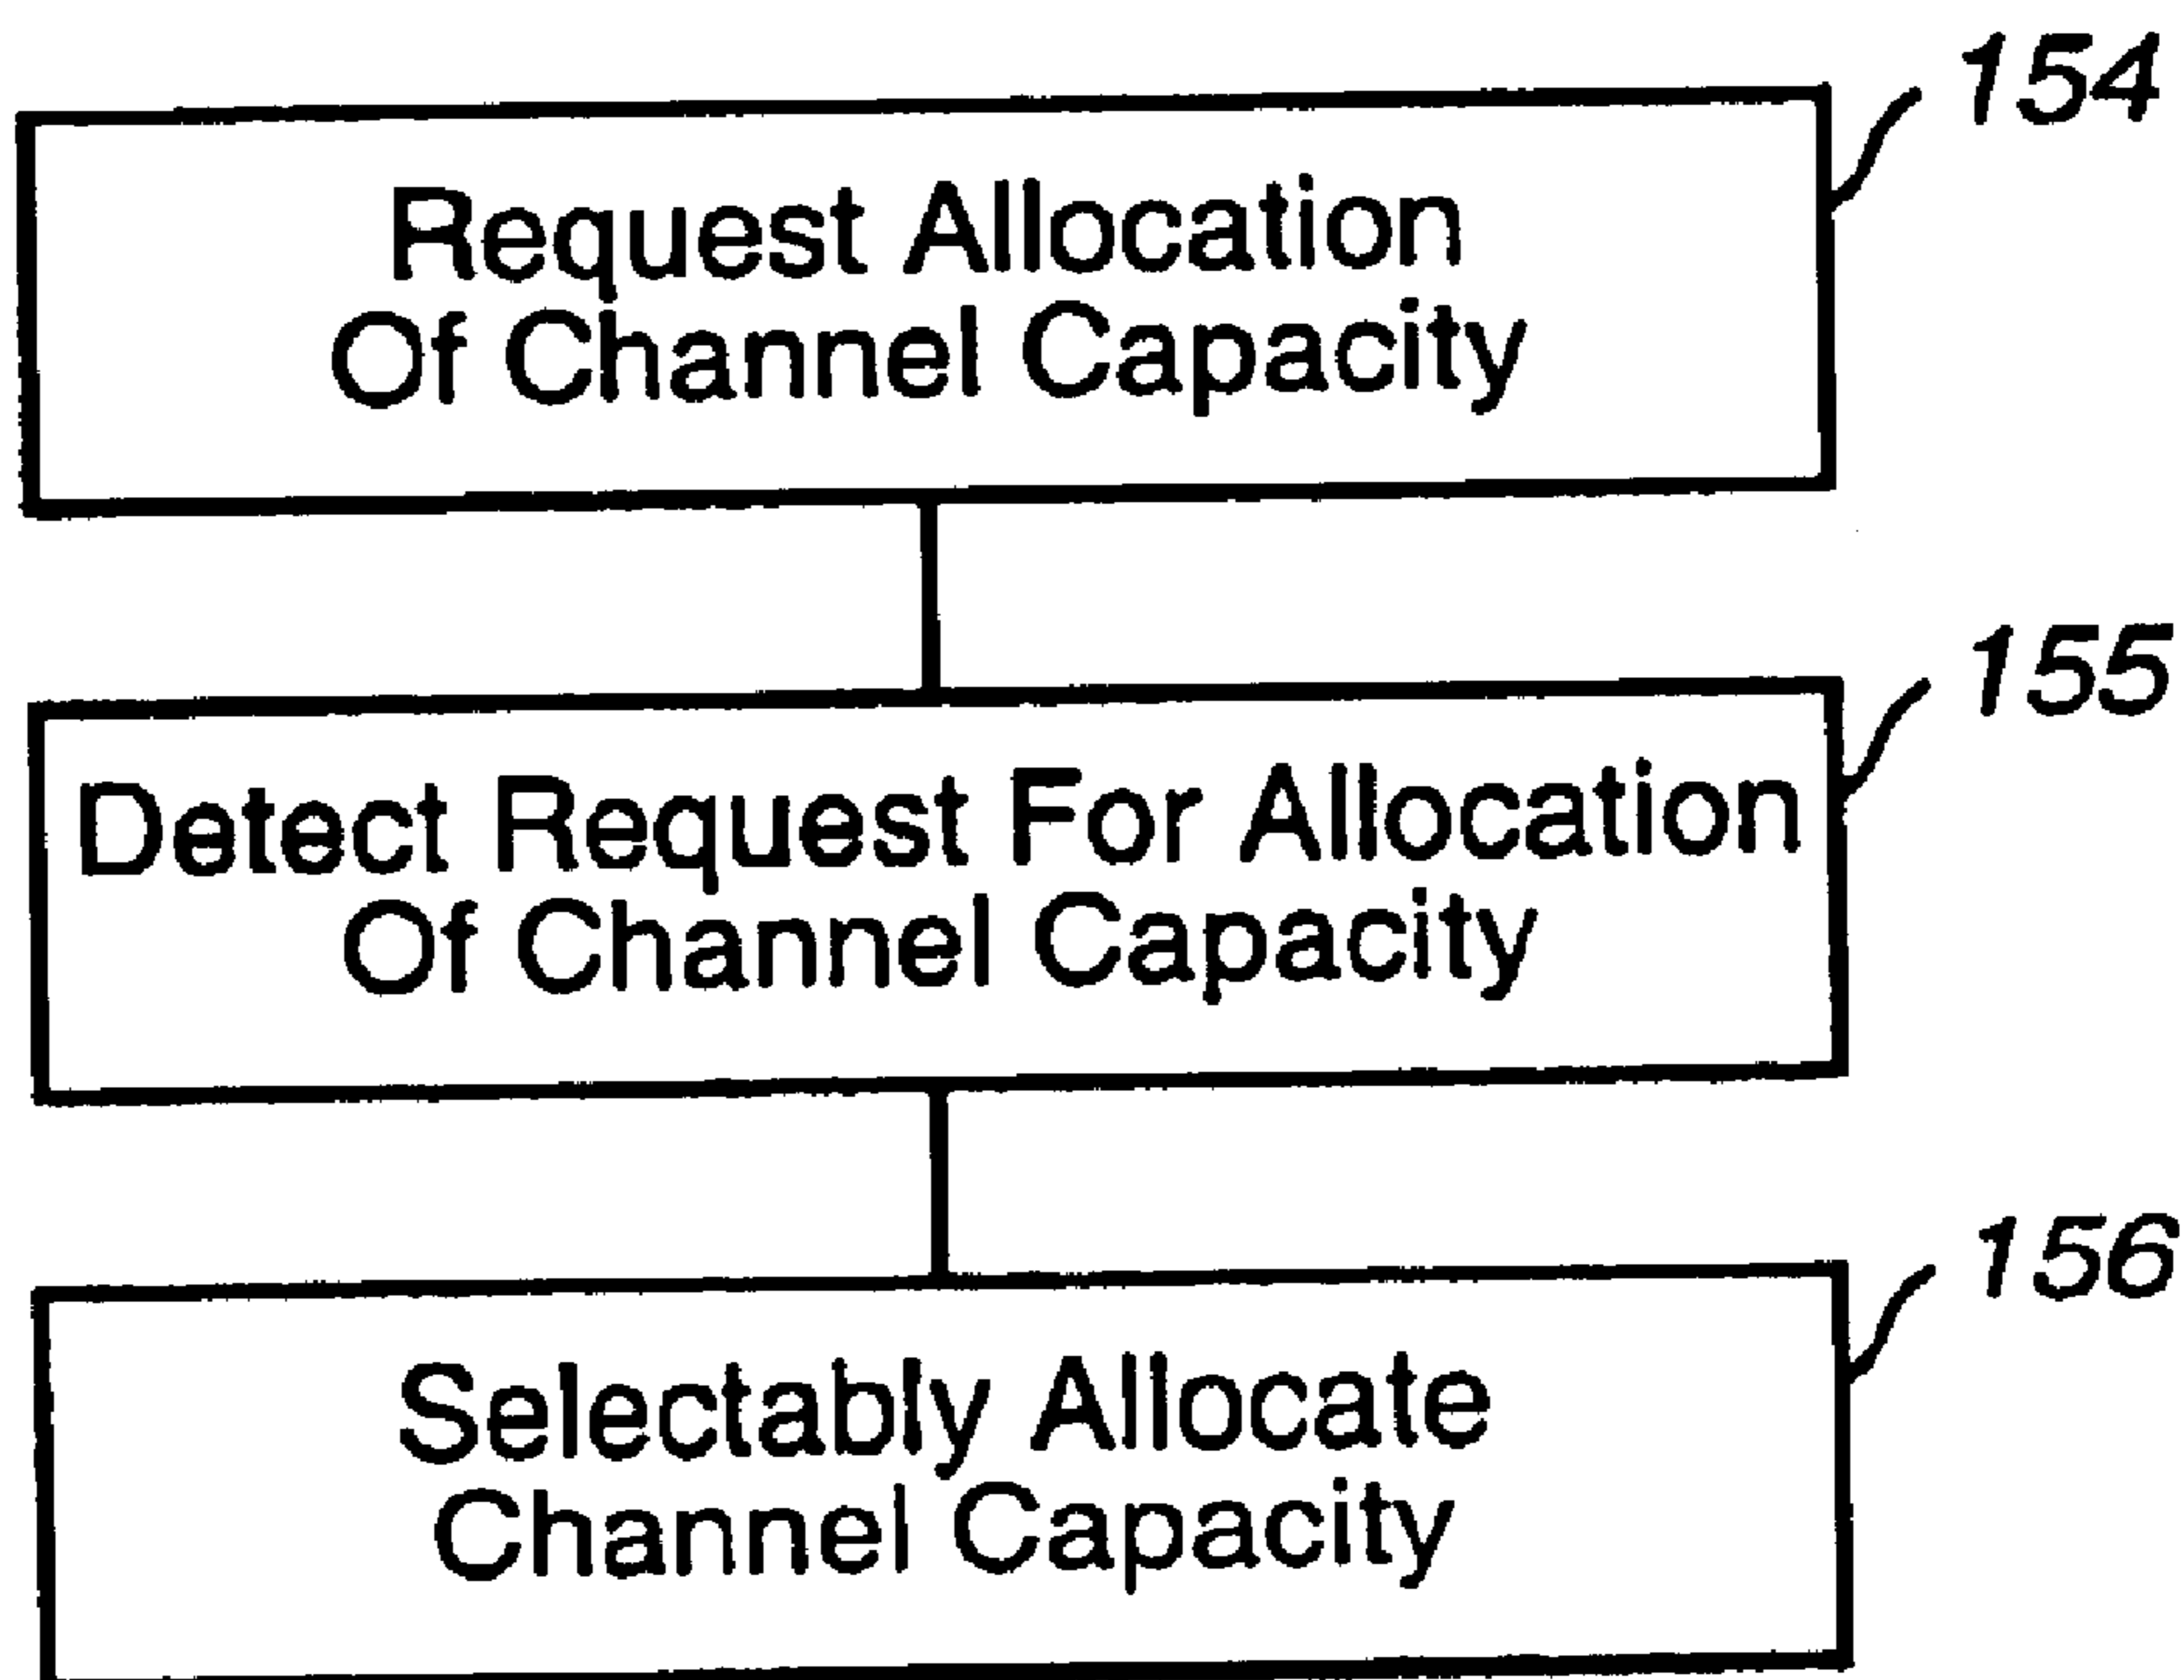 154
Request Allocation
Of Channel Capacity
155
Detect Request For Allocation
Of Channel Capacity
156
Selectably Allocate
Channel Capacity